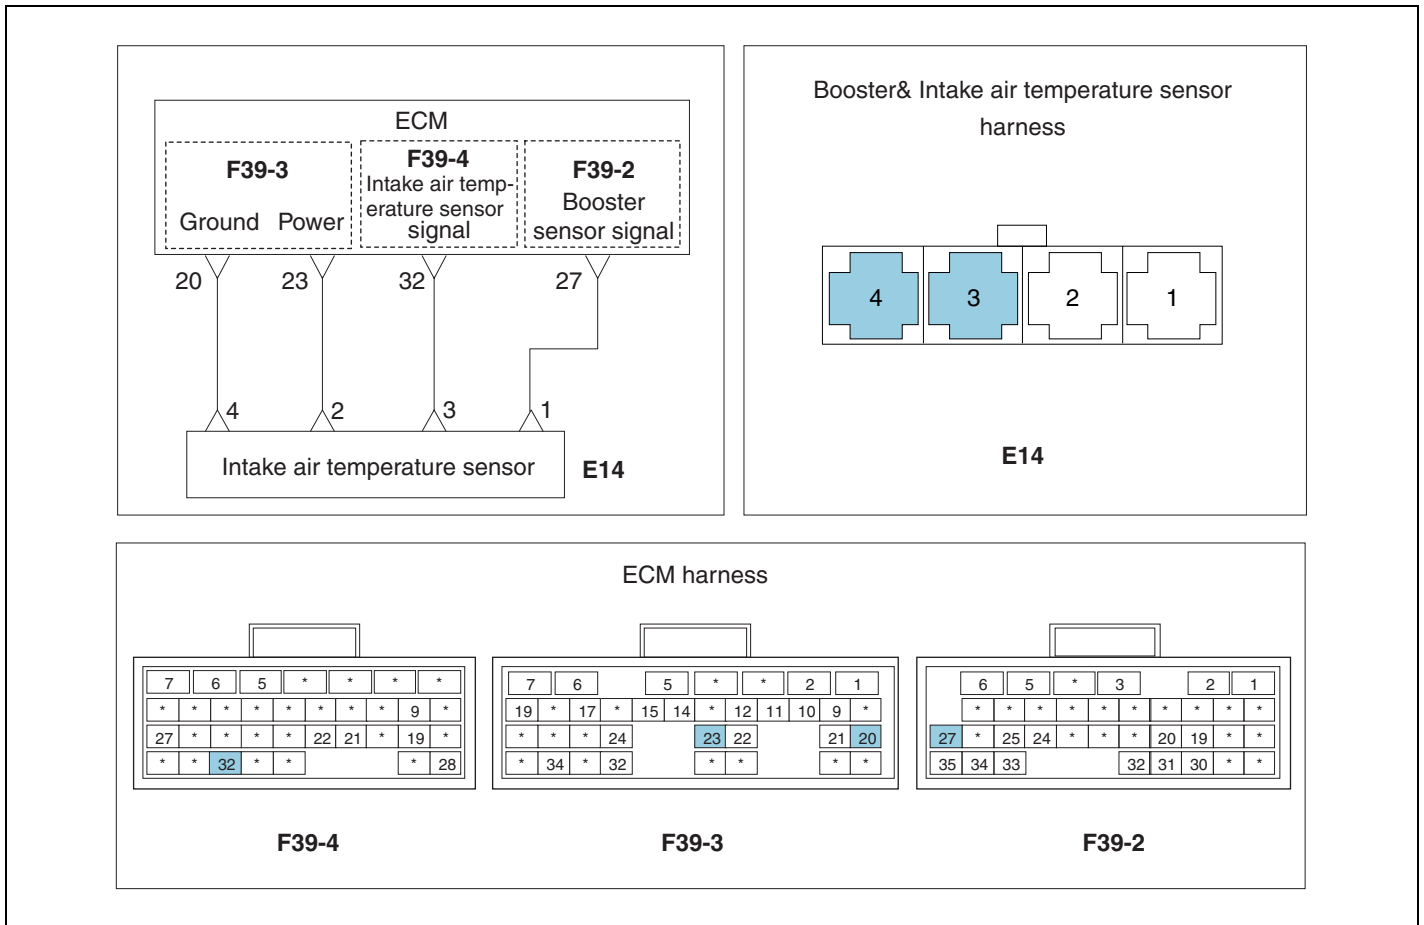 ECM
F39-3
Ground Power
F39-4
Intake air temp-
erature sensor
signal
F39-2
Booster
sensor signal
20 23 32 27
4 2 3 1
Intake air temperature sensor
E14
Booster& Intake air temperature sensor
harness
4 3 2 1
E14
ECM harness
7 6 5 * * * *
* * * * * * * * 9 *
27 * * * * 22 21 * 19 *
* * 32 * * * 28
F39-4
7 6 5 * * 2 1
19 * 17 * 15 14 * 12 11 10 9 *
* * * 24 23 22 21 20
* 34 * 32 * * * *
F39-3
6 5 * 3 2 1
* * * * * * * * * *
27 * 25 24 * * * 20 19 * *
35 34 33 32 31 30 * *
F39-2